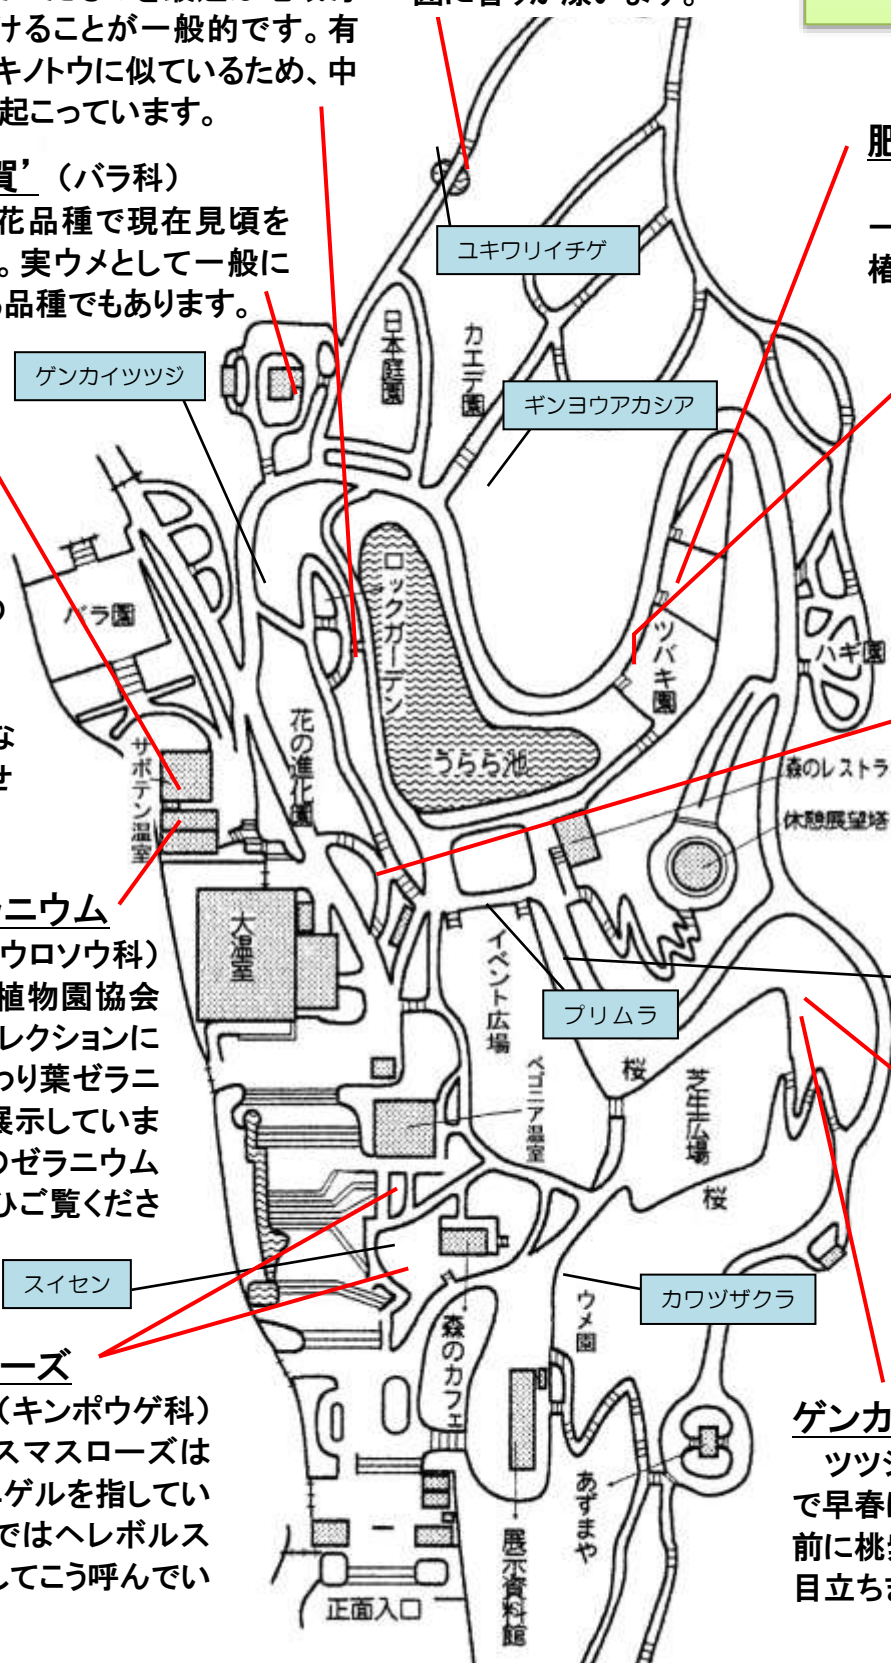 けることが一般的です。有
キノトウに似ているため、中
起こっています。
賀’ （バラ科）
花品種で現在見頃を
。実ウメとして一般に
品種でもあります。
ユキワリイチゲ
ゲンカイツツジ
ギンヨウアカシア
日本庭園
カエデ園
肥
一
椿
バラ園
ロックガーデン
ツバキ園
ハギ園
の
な
せ
サボテン温室
花の進化園
うらら池
森のレストラ
休憩展望塔
ニウム
ウロソウ科）
植物園協会
レクションに
わり葉ゼラニ
展示していま
のゼラニウム
ひご覧くださ
大温室
イベント広場
プリムラ
ベゴニア温室
桜
芝生広場
桜
スイセン
カワヅザクラ
ウメ園
森のカフェ
ーズ
（キンポウゲ科）
スマスローズは
ゲルを指してい
ではヘレボルス
してこう呼んでい
あずまや
展示資料館
正面入口
ゲンカ
ツツジ
で早春に
前に桃
目立ちま